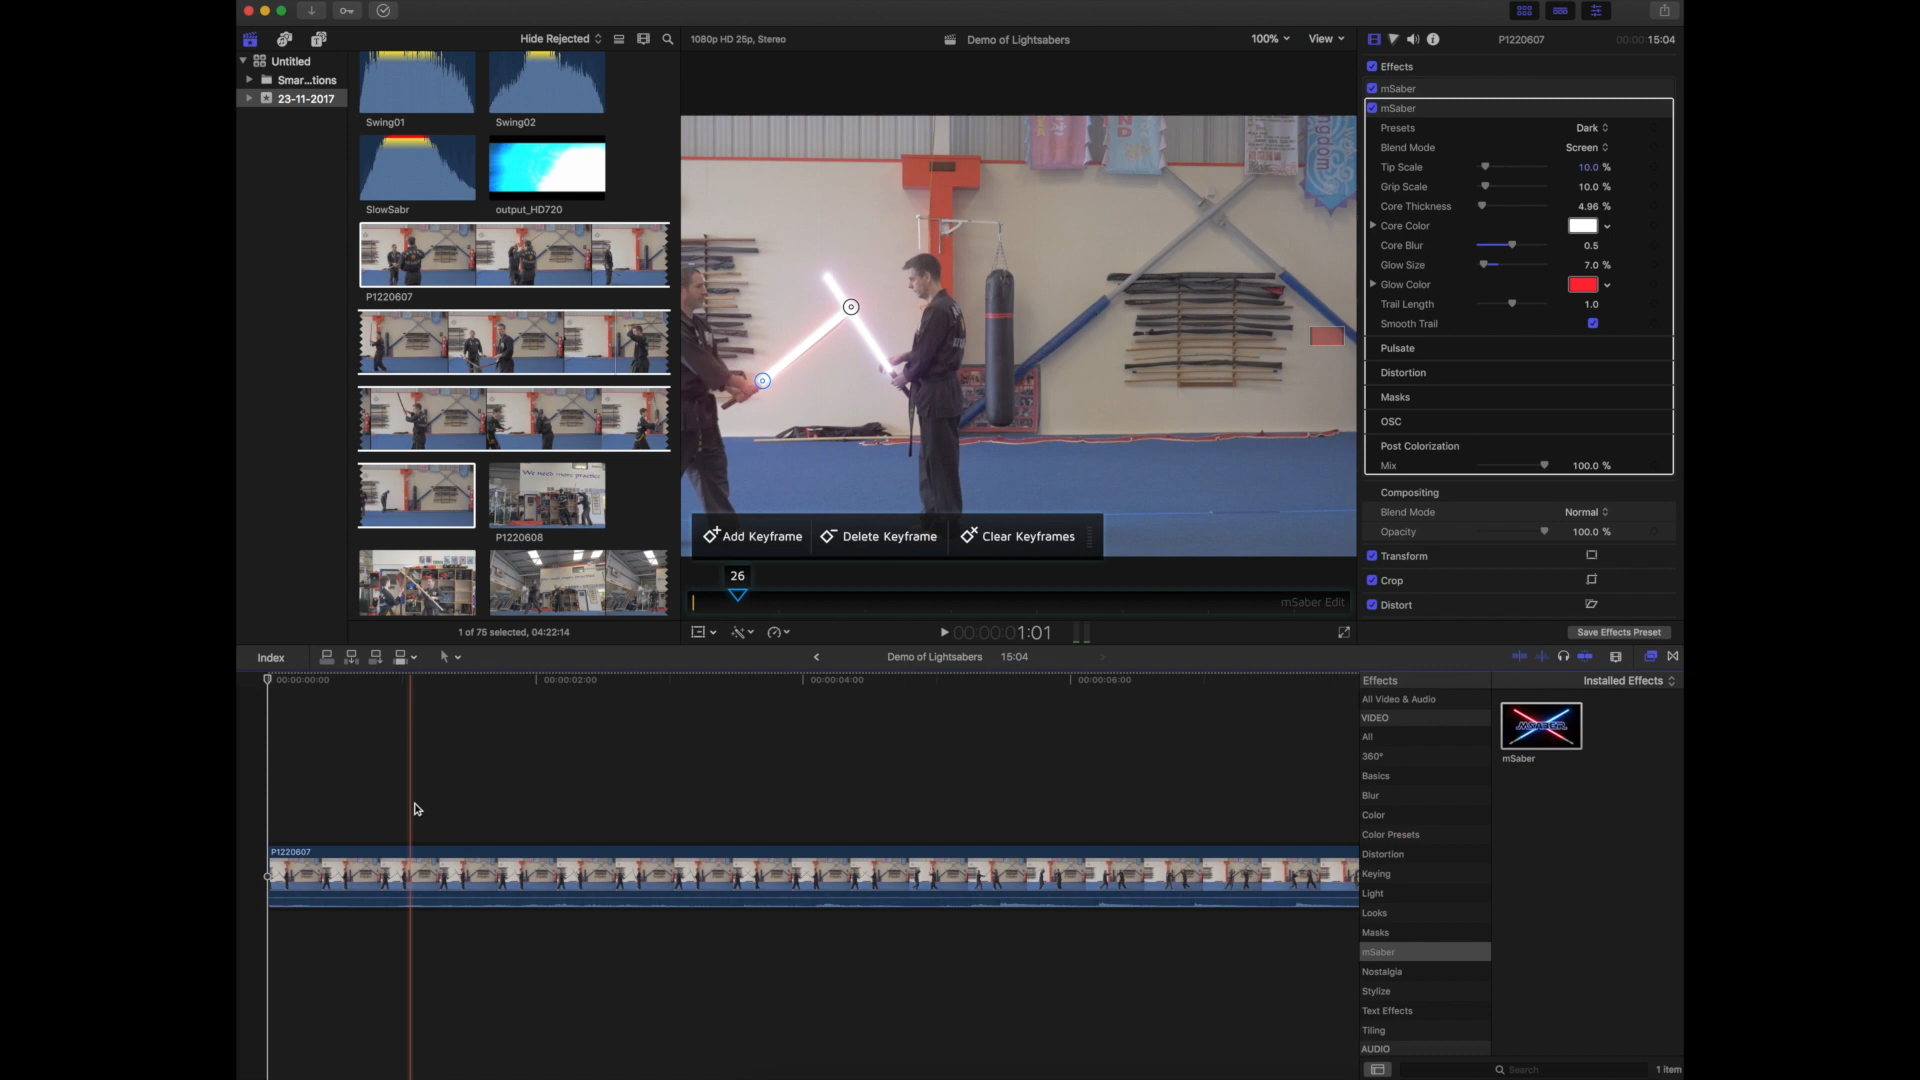 Hide Rejected
1080p HD 25p, Stereo
Demo of Lightsabers
100%
View
P1220607
00:00:15:04
Untitled
Smar...tions
23-11-2017
Swing01
Swing02
SlowSabr
output_HD720
P1220607
P1220608
1 of 75 selected, 04:22:14
We need more practice
ngdom
Add Keyframe
Delete Keyframe
Clear Keyframes
26
mSaber Edit
00:00:01:01
Effects
mSaber
mSaber
Presets
Dark
Blend Mode
Screen
Tip Scale
10.0 %
Grip Scale
10.0 %
Core Thickness
4.96 %
Core Color
Core Blur
0.5
Glow Size
7.0 %
Glow Color
Trail Length
1.0
Smooth Trail
Pulsate
Distortion
Masks
OSC
Post Colorization
Mix
100.0 %
Compositing
Blend Mode
Normal
Opacity
100.0 %
Transform
Crop
Distort
Save Effects Preset
Index
Demo of Lightsabers
15:04
00:00:00:00
00:00:02:00
00:00:04:00
00:00:06:00
P1220607
Effects
Installed Effects
All Video & Audio
VIDEO
All
360°
Basics
Blur
Color
Color Presets
Distortion
Keying
Light
Looks
Masks
mSaber
Nostalgia
Stylize
Text Effects
Tiling
AUDIO
MSABER
mSaber
Search
1 item